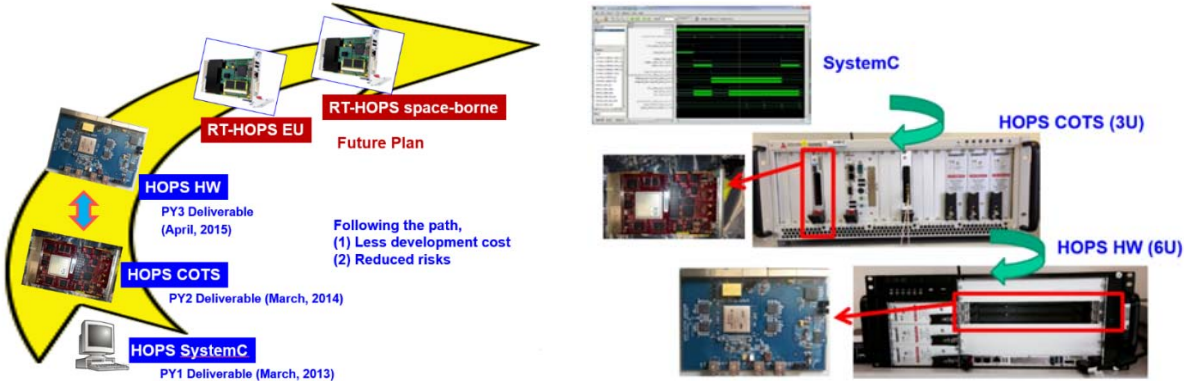 RT-HOPS space-borne
RT-HOPS EU
Future Plan
HOPS HW
PY3 Deliverable
(April, 2015)
Following the path,
(1) Less development cost
(2) Reduced risks
HOPS COTS
PY2 Deliverable (March, 2014)
HOPS SystemC
PY1 Deliverable (March, 2013)
SystemC
HOPS COTS (3U)
HOPS HW (6U)